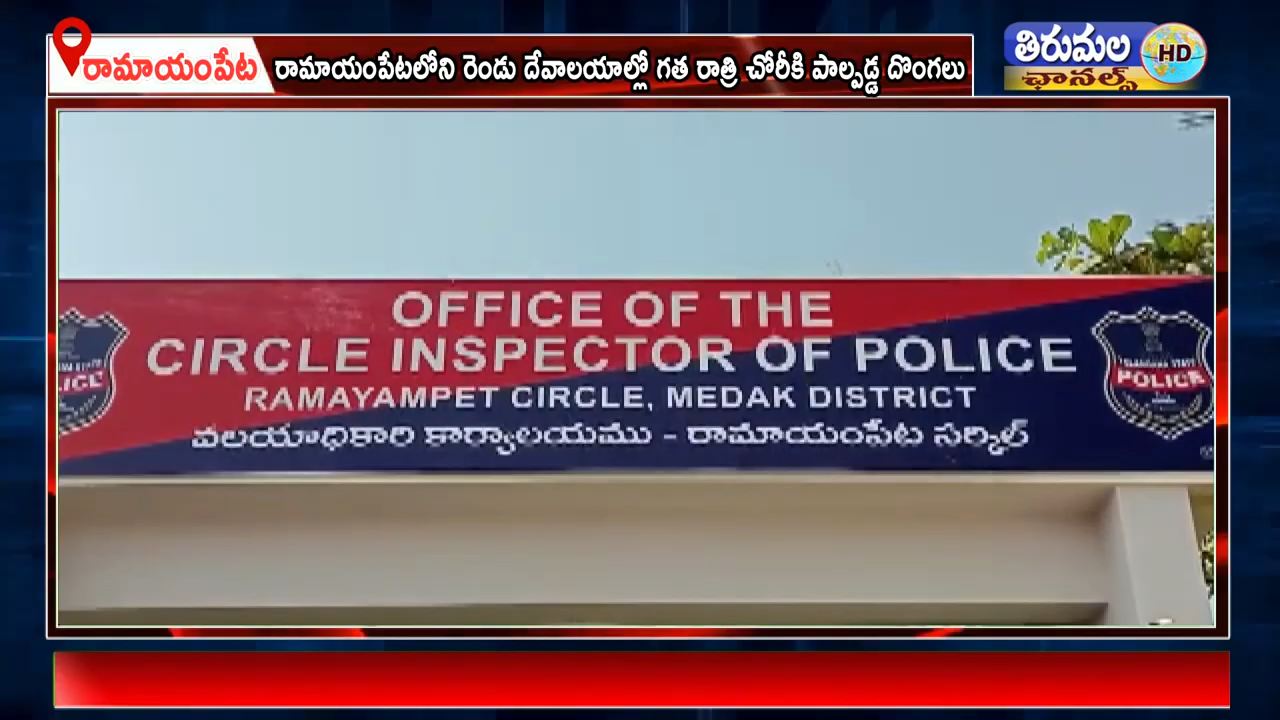 రామాయంపేట
రామాయంపేటలోని రెండు దేవాలయాల్లో గత రాత్రి చోరీకి పాల్పడ్డ దొంగలు
తిరుమల
ఛానల్స్
HD
OFFICE OF THE
CIRCLE INSPECTOR OF POLICE
RAMAYAMPET CIRCLE, MEDAK DISTRICT
వలయాధికారి కార్యాలయము - రామాయంపేట సర్కిల్
POLICE